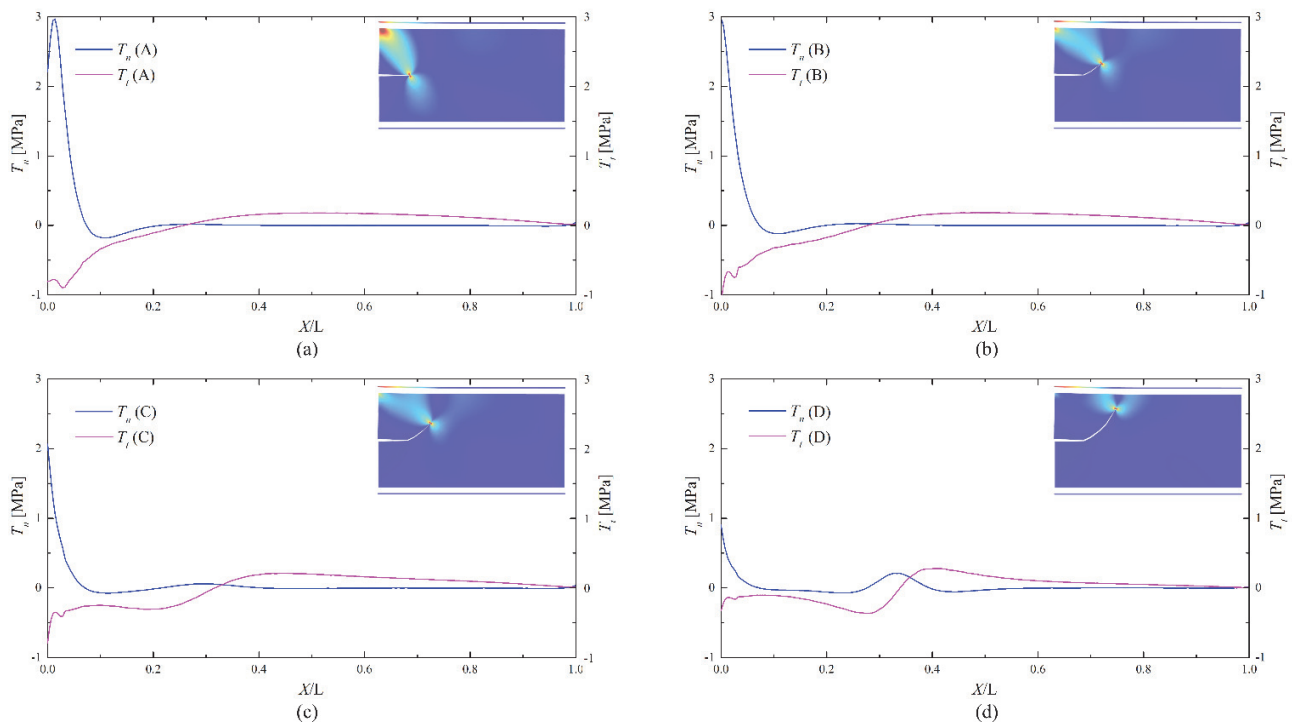 3
3
T_n (A)
T_t (A)
2
2
T_n [MPa]
T_t [MPa]
1
1
0
0
-1
-1
0.0 0.2 0.4 0.6 0.8 1.0
X/L
(a)
3
3
T_n (B)
T_t (B)
2
2
T_n [MPa]
T_t [MPa]
1
1
0
0
-1
-1
0.0 0.2 0.4 0.6 0.8 1.0
X/L
(b)
3
3
T_n (C)
T_t (C)
2
2
T_n [MPa]
T_t [MPa]
1
1
0
0
-1
-1
0.0 0.2 0.4 0.6 0.8 1.0
X/L
(c)
3
3
T_n (D)
T_t (D)
2
2
T_n [MPa]
T_t [MPa]
1
1
0
0
-1
-1
0.0 0.2 0.4 0.6 0.8 1.0
X/L
(d)